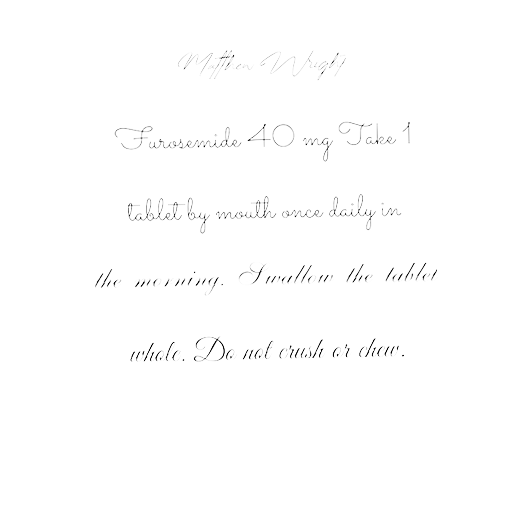 Matthew Wright
Furosemide 40 mg Take 1
tablet by mouth once daily in
the morning. Swallow the tablet
whole. Do not crush or chew.